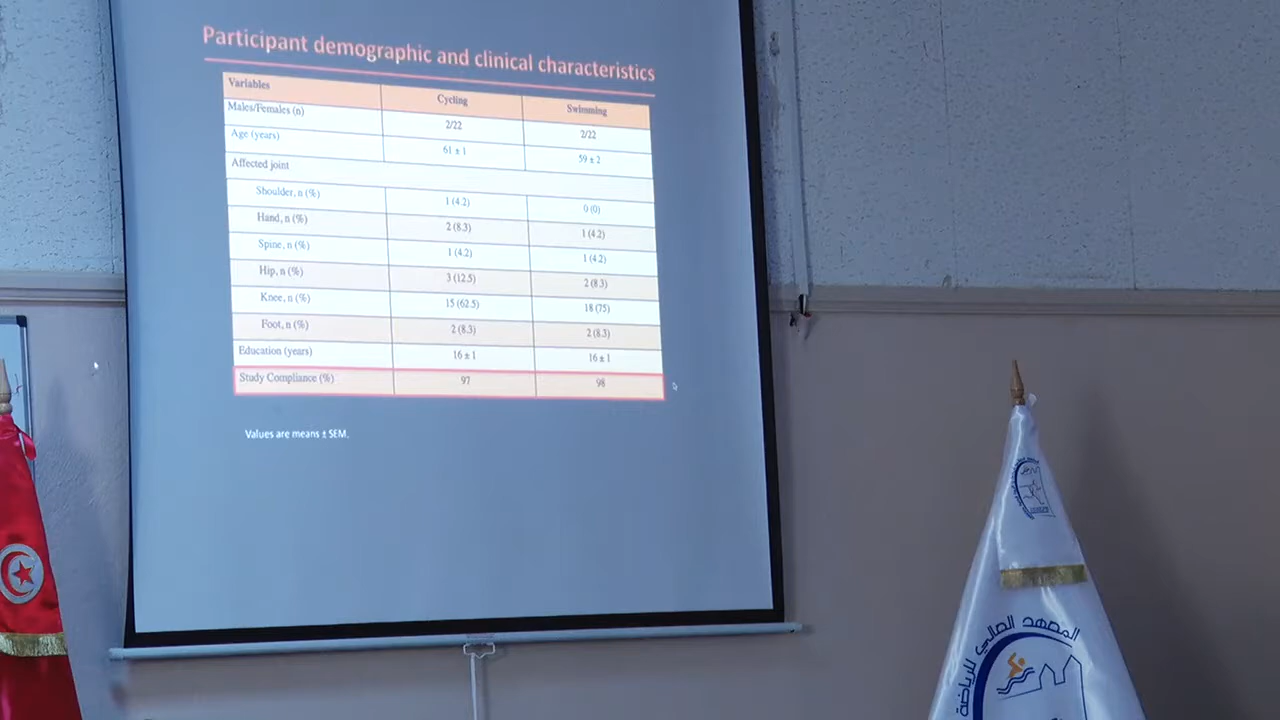 Participant demographic and clinical characteristics
Variables Cycling Swimming
Males/Females (n) 2/22 2/22
Age (years) 61 ± 1 59 ± 2
Affected joint
Shoulder, n (%) 1 (4.2) 0 (0)
Hand, n (%) 2 (8.3) 1 (4.2)
Spine, n (%) 1 (4.2) 1 (4.2)
Hip, n (%) 3 (12.5) 2 (8.3)
Knee, n (%) 15 (62.5) 18 (75)
Foot, n (%) 2 (8.3) 2 (8.3)
Education (years) 16 ± 1 16 ± 1
Study Compliance (%) 97 98
Values are means ± SEM.
المعهد العالي للرياضة